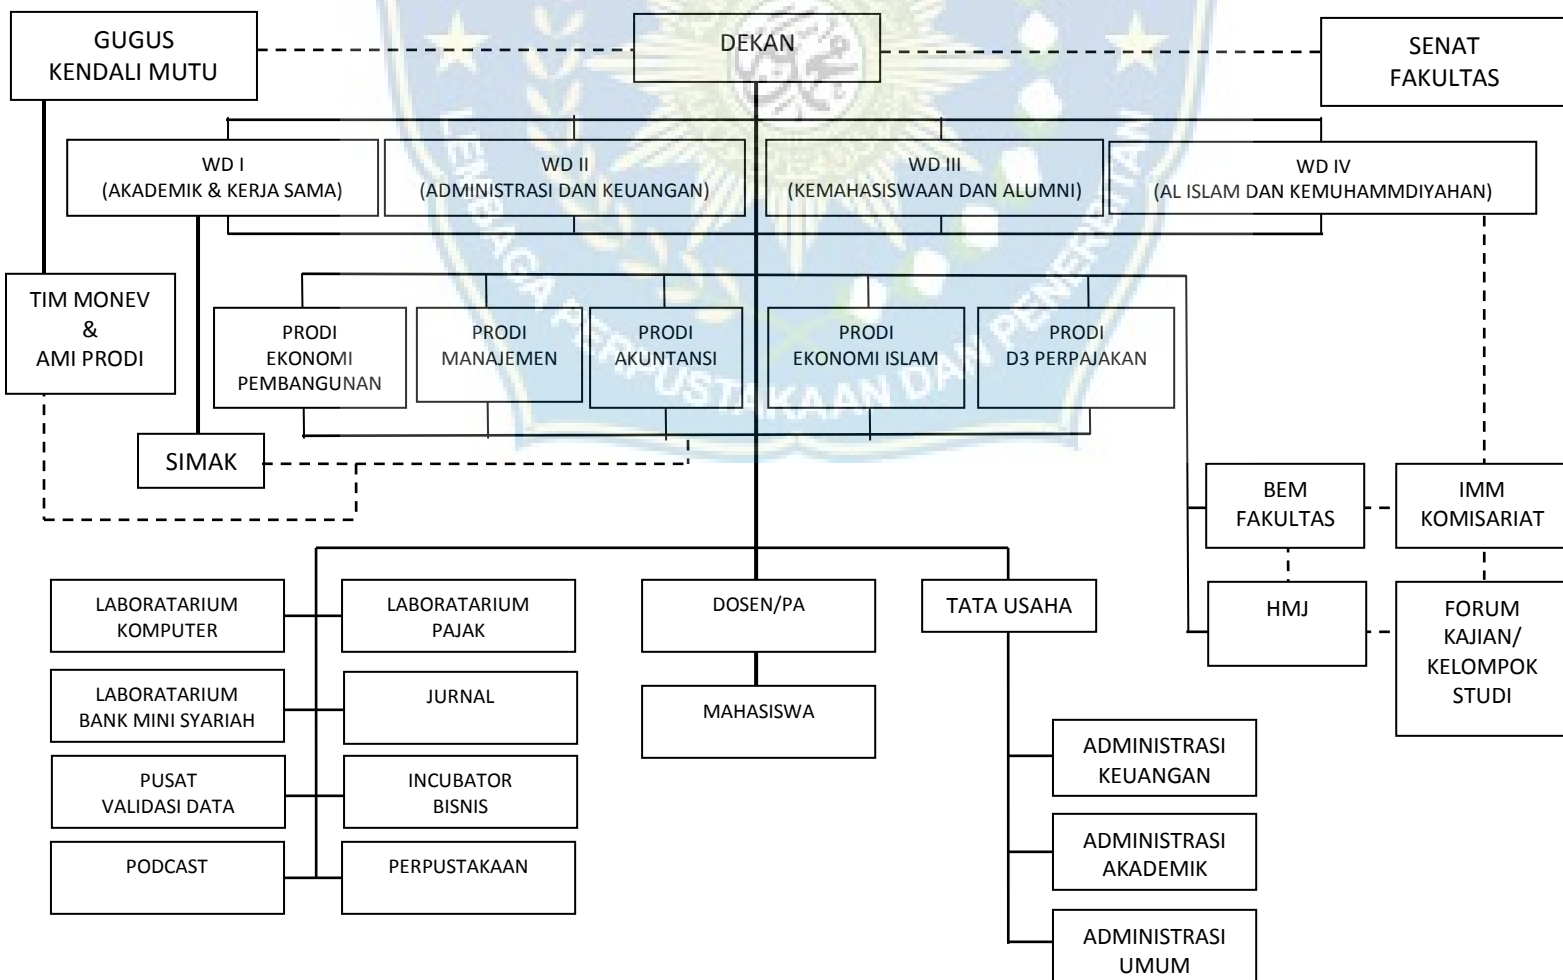 GUGUS
KENDALI MUTU
DEKAN
SENAT
FAKULTAS
WD I
(AKADEMIK & KERJA SAMA)
WD II
(ADMINISTRASI DAN KEUANGAN)
WD III
(KEMAHASISWAAN DAN ALUMNI)
WD IV
(AL ISLAM DAN KEMUHAMMDIYAHAN)
TIM MONEV
&
AMI PRODI
PRODI
EKONOMI
PEMBANGUNAN
PRODI
MANAJEMEN
PRODI
AKUNTANSI
PRODI
EKONOMI ISLAM
PRODI
D3 PERPAJAKAN
LEMBAGA PERPUSTAKAAN DAN PENERBITAN
SIMAK
BEM
FAKULTAS
IMM
KOMISARIAT
LABORATARIUM
KOMPUTER
LABORATARIUM
PAJAK
DOSEN/PA
TATA USAHA
HMJ
FORUM
KAJIAN/
KELOMPOK
STUDI
LABORATARIUM
BANK MINI SYARIAH
JURNAL
MAHASISWA
PUSAT
VALIDASI DATA
INCUBATOR
BISNIS
ADMINISTRASI
KEUANGAN
PODCAST
PERPUSTAKAAN
ADMINISTRASI
AKADEMIK
ADMINISTRASI
UMUM